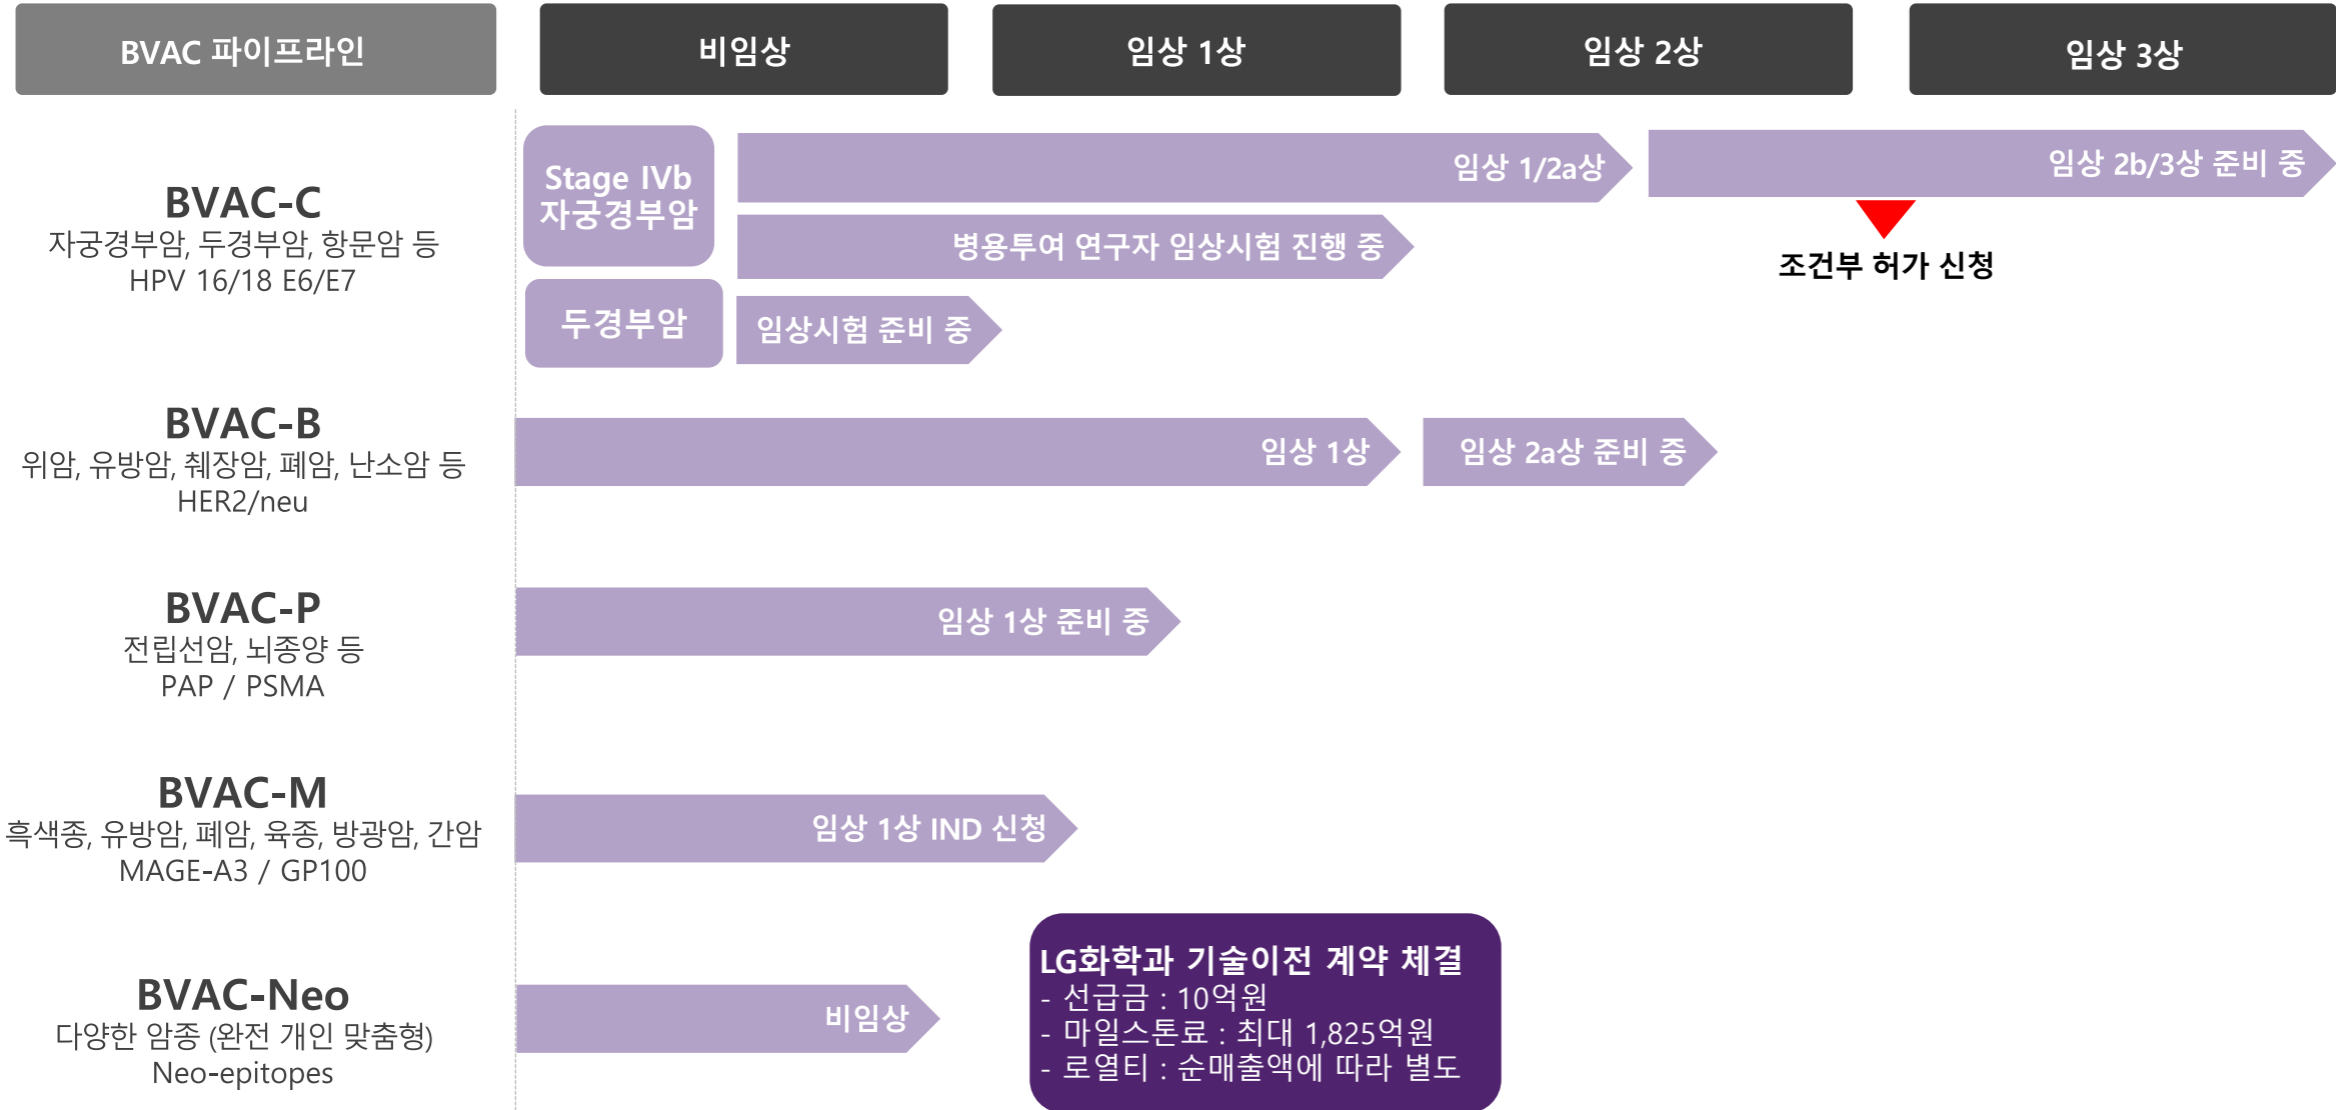 BVAC 파이프라인
비임상
임상 1상
임상 2상
임상 3상
BVAC-C
자궁경부암, 두경부암, 항문암 등
HPV 16/18 E6/E7
Stage IVb
자궁경부암
임상 1/2a상
임상 2b/3상 준비 중
병용투여 연구자 임상시험 진행 중
조건부 허가 신청
두경부암
임상시험 준비 중
BVAC-B
위암, 유방암, 췌장암, 폐암, 난소암 등
HER2/neu
임상 1상
임상 2a상 준비 중
BVAC-P
전립선암, 뇌종양 등
PAP / PSMA
임상 1상 준비 중
BVAC-M
흑색종, 유방암, 폐암, 육종, 방광암, 간암
MAGE-A3 / GP100
임상 1상 IND 신청
BVAC-Neo
다양한 암종 (완전 개인 맞춤형)
Neo-epitopes
비임상
LG화학과 기술이전 계약 체결
- 선급금 : 10억원
- 마일스톤료 : 최대 1,825억원
- 로열티 : 순매출액에 따라 별도